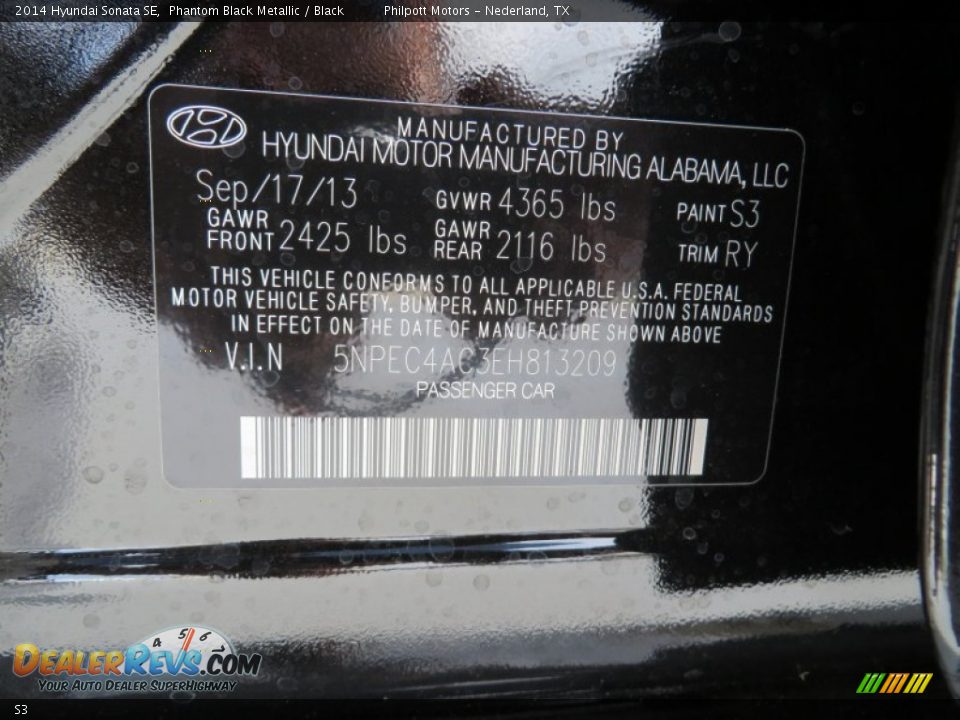 2014 Hyundai Sonata SE, Phantom Black Metallic / Black Philpott Motors - Nederland, TX
MANUFACTURED BY
HYUNDAI MOTOR MANUFACTURING ALABAMA, LLC
Sep/17/13 GVWR 4365 lbs PAINT S3
GAWR FRONT 2425 lbs GAWR REAR 2116 lbs TRIM RY
THIS VEHICLE CONFORMS TO ALL APPLICABLE U.S.A. FEDERAL
MOTOR VEHICLE SAFETY, BUMPER, AND THEFT PREVENTION STANDARDS
IN EFFECT ON THE DATE OF MANUFACTURE SHOWN ABOVE
V.I.N 5NPEC4AC3EH813209
PASSENGER CAR
4 5 6
DEALERREVS.COM
YOUR AUTO DEALER SUPERHIGHWAY
S3